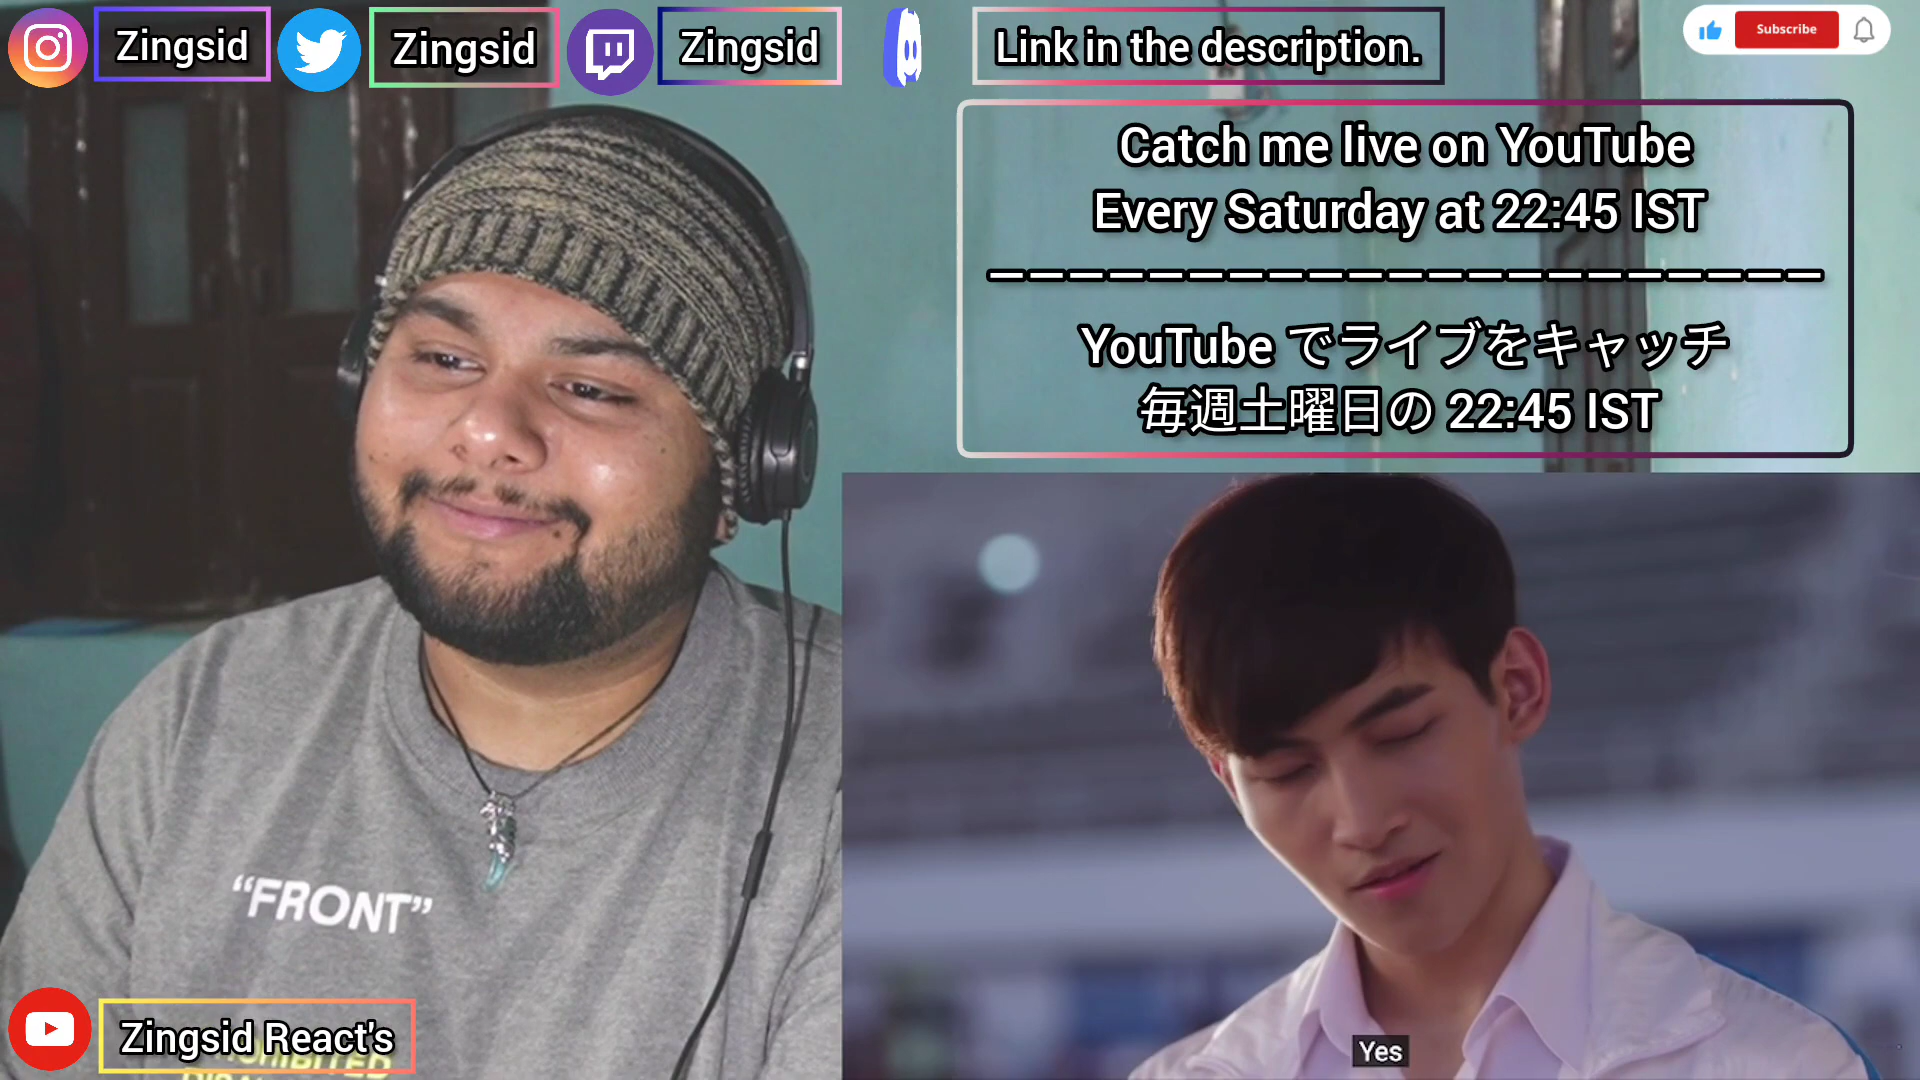 Zingsid
Zingsid
Zingsid
Link in the description.
Subscribe
Catch me live on YouTube
Every Saturday at 22:45 IST
YouTube でライブをキャッチ
毎週土曜日の 22:45 IST
"FRONT"
Yes
Zingsid React's